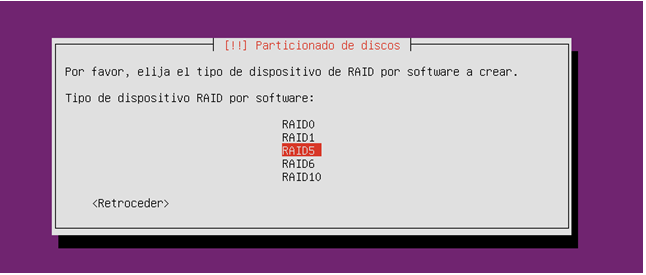 [!!] Particionado de discos
Por favor, elija el tipo de dispositivo de RAID por software a crear.
Tipo de dispositivo RAID por software:
RAID0
RAID1
RAID5
RAID6
RAID10
<Retroceder>